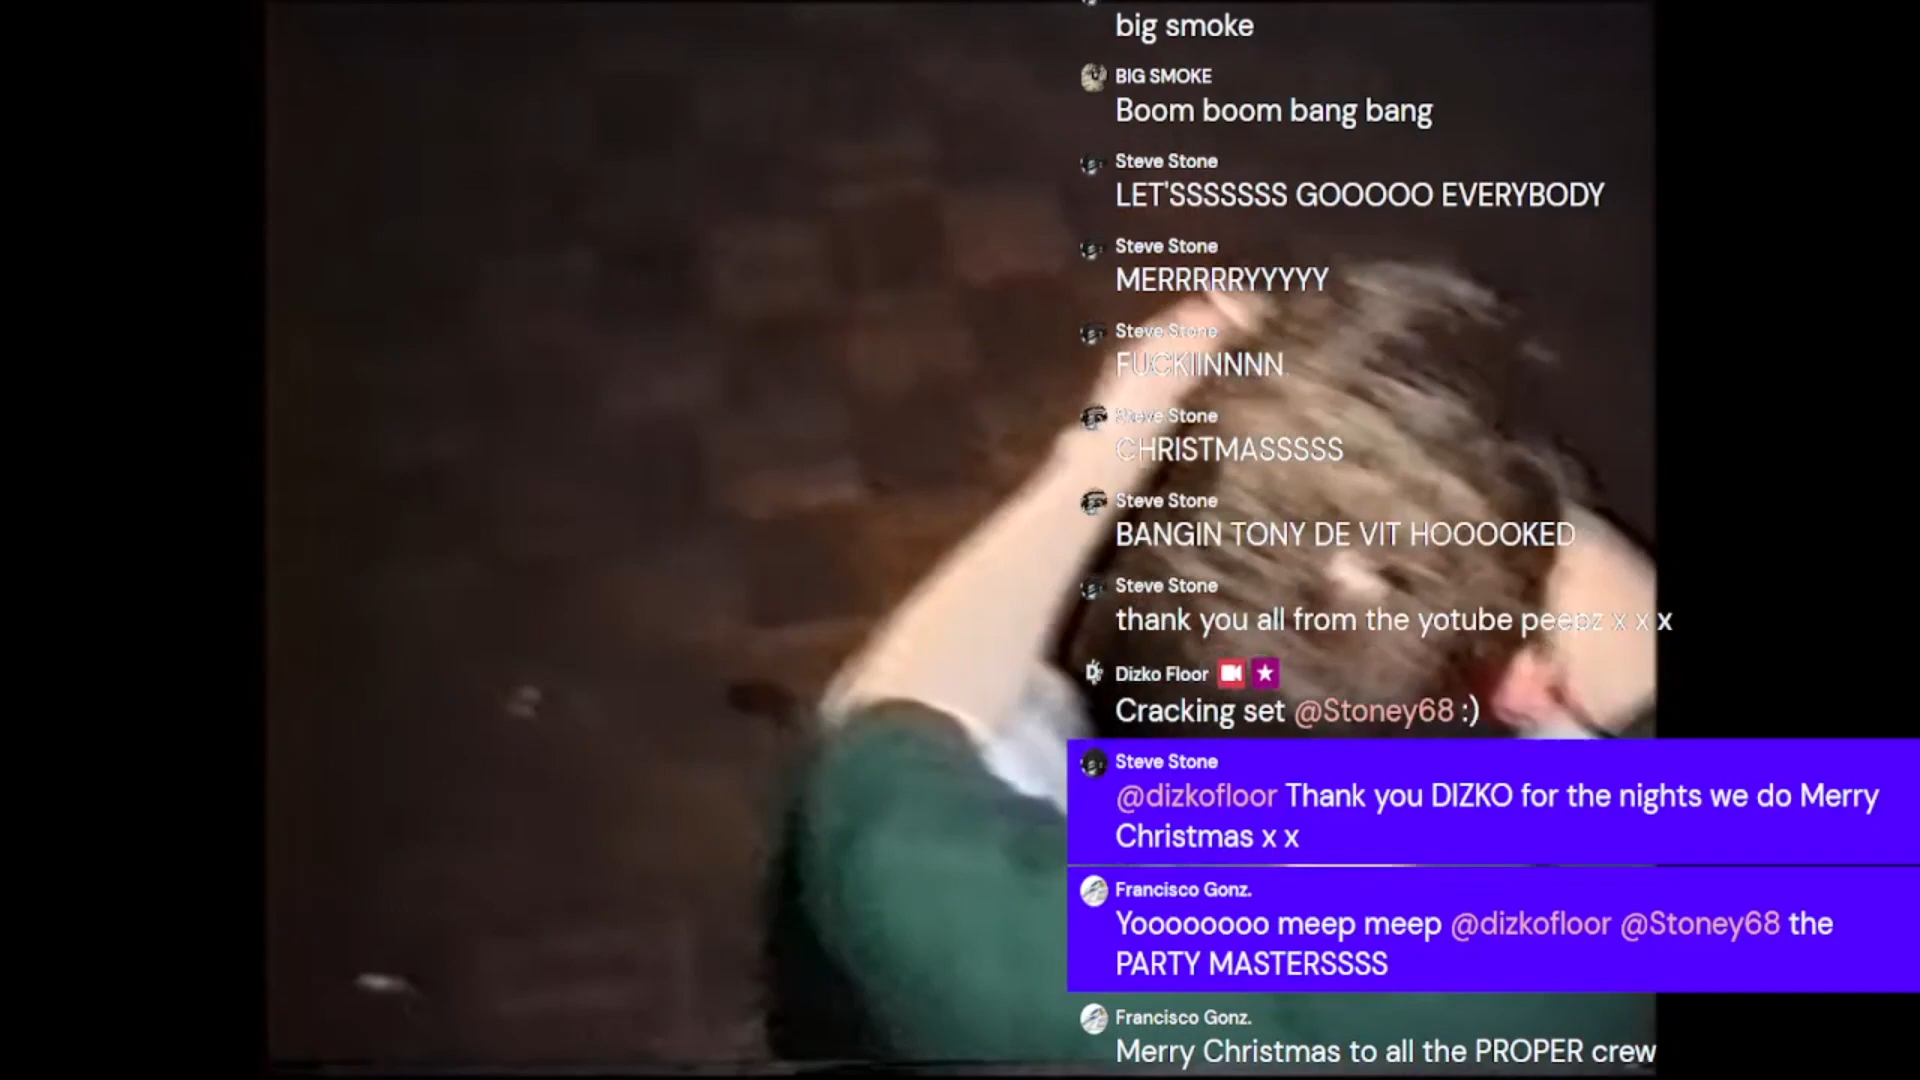 big smoke
BIG SMOKE
Boom boom bang bang
Steve Stone
LET'SSSSSSS GOOOOO EVERYBODY
Steve Stone
MERRRRRYYYYY
Steve Stone
FUCKIINNNN.
Steve Stone
CHRISTMASSSSS
Steve Stone
BANGIN TONY DE VIT HOOOOKED
Steve Stone
thank you all from the yotube peepz x x x
Dizko Floor
Cracking set @Stoney68 :)
Steve Stone
@dizkofloor Thank you DIZKO for the nights we do Merry
Christmas x x
Francisco Gonz.
Yoooooooo meep meep @dizkofloor @Stoney68 the
PARTY MASTERSSSS
Francisco Gonz.
Merry Christmas to all the PROPER crew